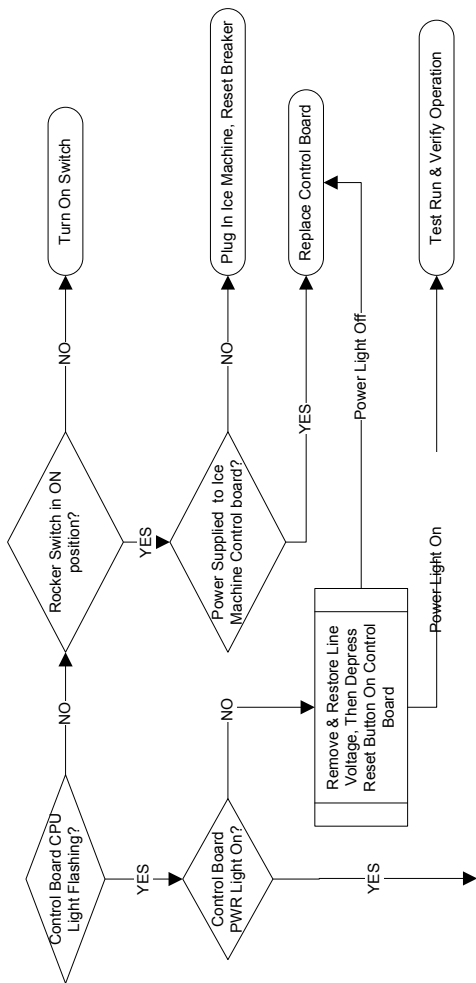 Control Board CPU
Light Flashing?
NO
Rocker Switch in ON
position?
NO
Turn On Switch
YES
YES
Control Board
PWR Light On?
NO
Power Supplied to Ice
Machine Control board?
NO
Plug In Ice Machine, Reset Breaker
YES
Replace Control Board
Remove & Restore Line
Voltage, Then Depress
Reset Button On Control
Board
Power Light Off
Power Light On
Test Run & Verify Operation
YES